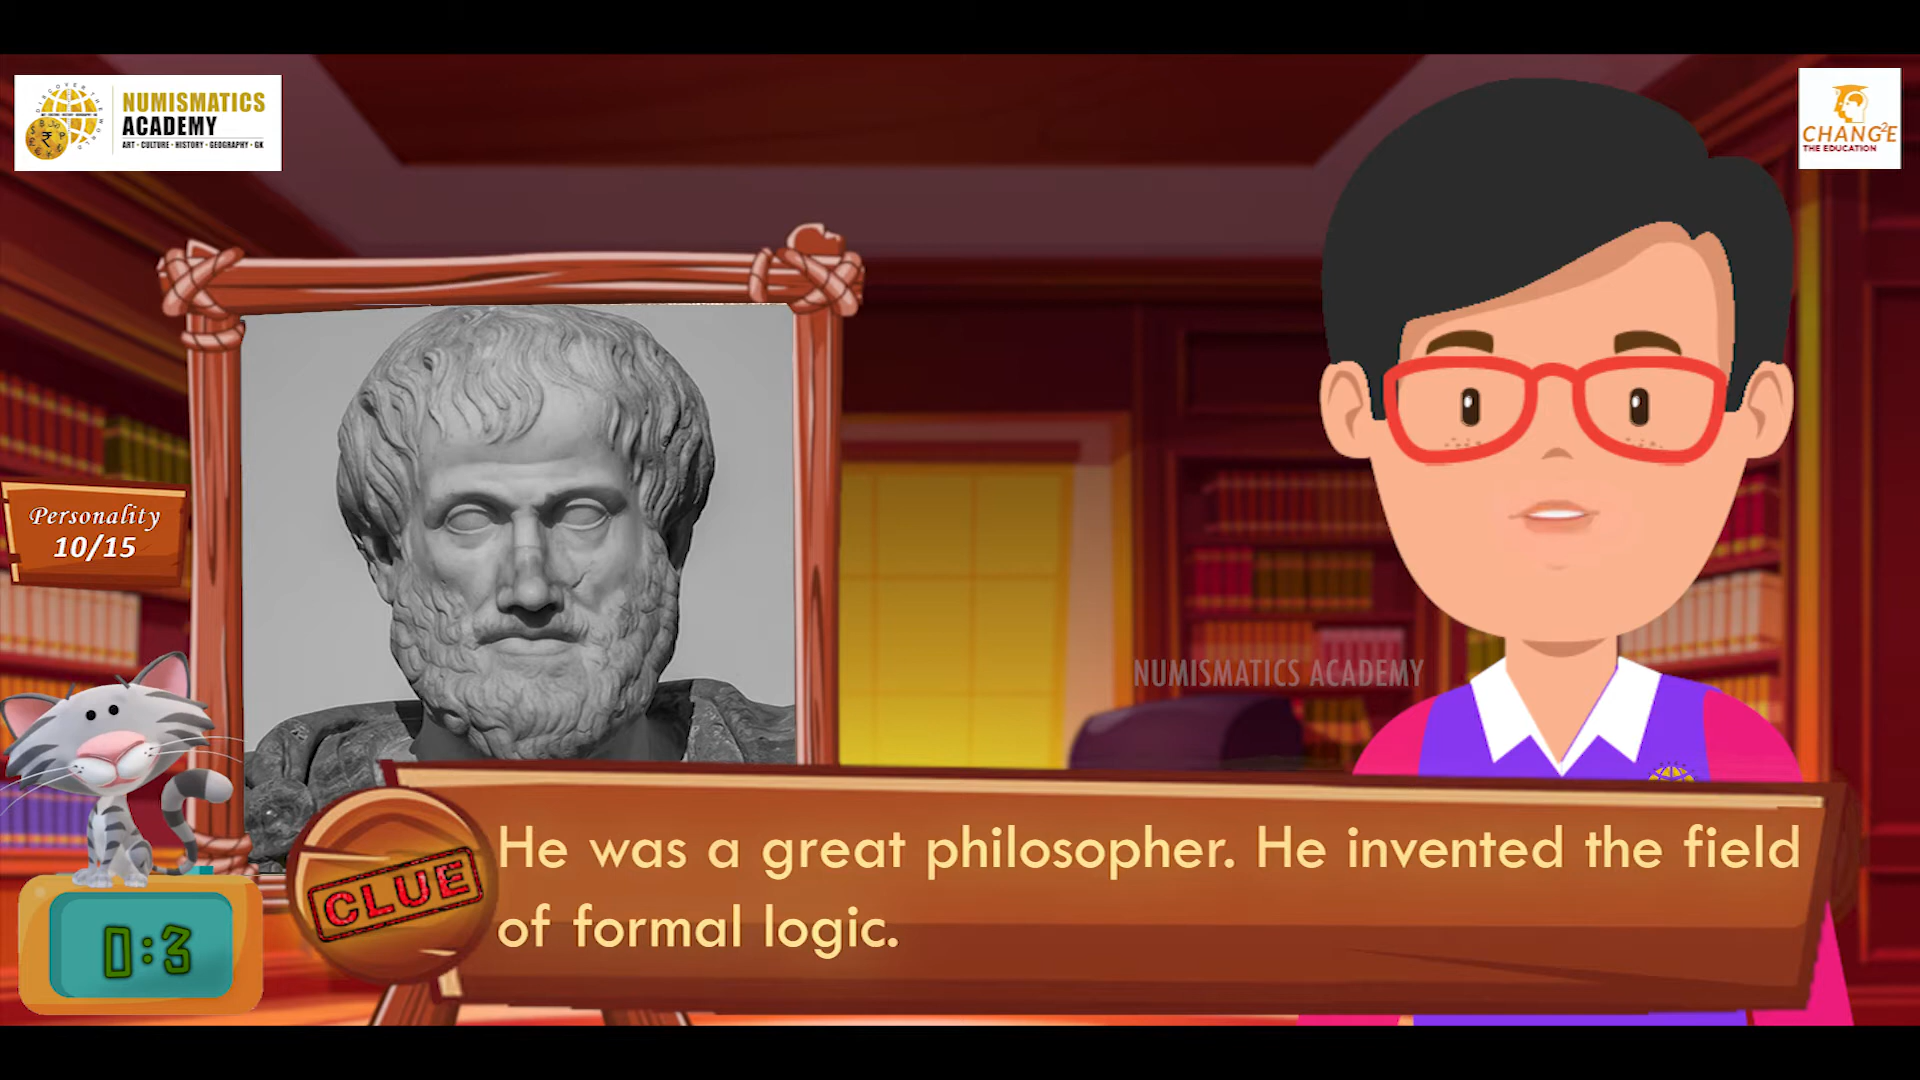 NUMISMATICS
ACADEMY
ART • CULTURE • HISTORY • GEOGRAPHY • GK
CHANG2E
THE EDUCATION
Personality
10/15
NUMISMATICS ACADEMY
CLUE
He was a great philosopher. He invented the field
of formal logic.
0:3